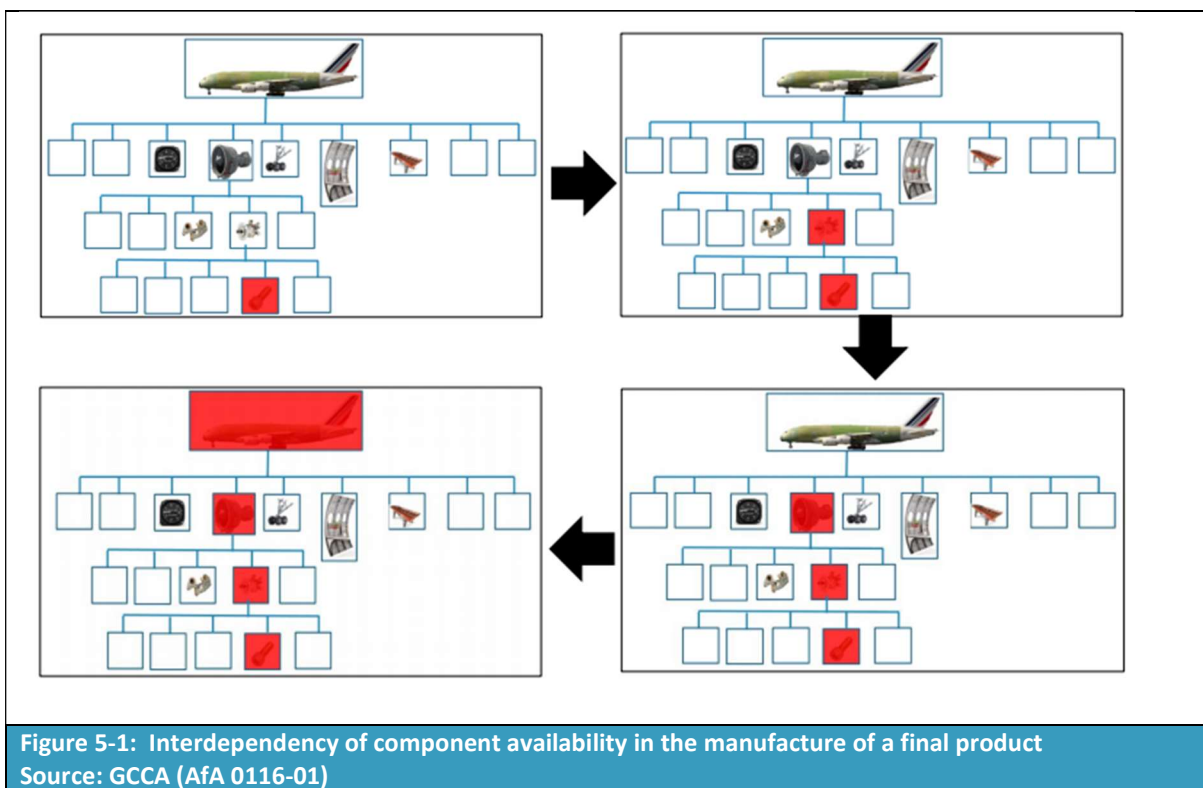 Figure 5-1: Interdependency of component availability in the manufacture of a final product
Source: GCCA (AfA 0116-01)